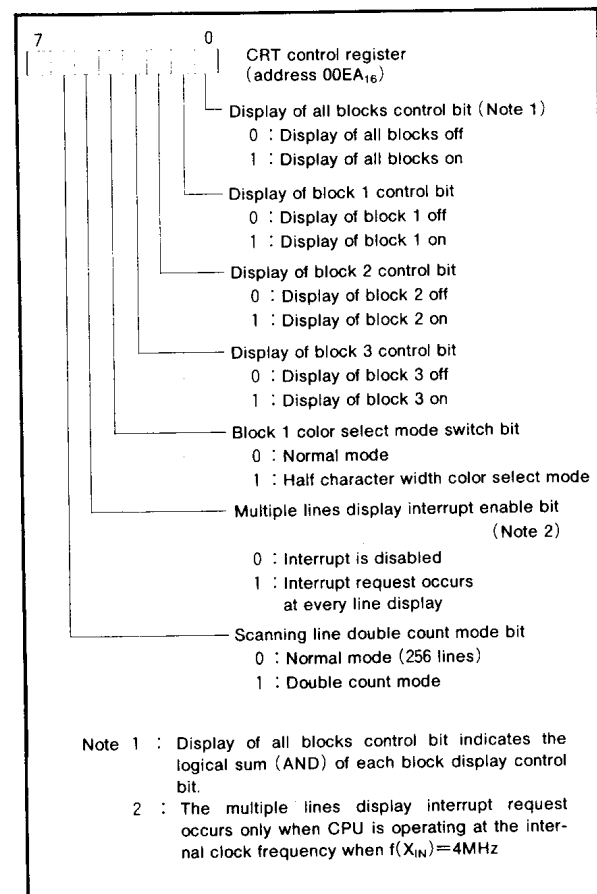 7 0
CRT control register
(address 00EA₁₆)
Display of all blocks control bit (Note 1)
0 : Display of all blocks off
1 : Display of all blocks on
Display of block 1 control bit
0 : Display of block 1 off
1 : Display of block 1 on
Display of block 2 control bit
0 : Display of block 2 off
1 : Display of block 2 on
Display of block 3 control bit
0 : Display of block 3 off
1 : Display of block 3 on
Block 1 color select mode switch bit
0 : Normal mode
1 : Half character width color select mode
Multiple lines display interrupt enable bit
(Note 2)
0 : Interrupt is disabled
1 : Interrupt request occurs
at every line display
Scanning line double count mode bit
0 : Normal mode (256 lines)
1 : Double count mode
Note 1 : Display of all blocks control bit indicates the
logical sum (AND) of each block display control
bit.
2 : The multiple lines display interrupt request
occurs only when CPU is operating at the inter-
nal clock frequency when f(X_IN)=4MHz